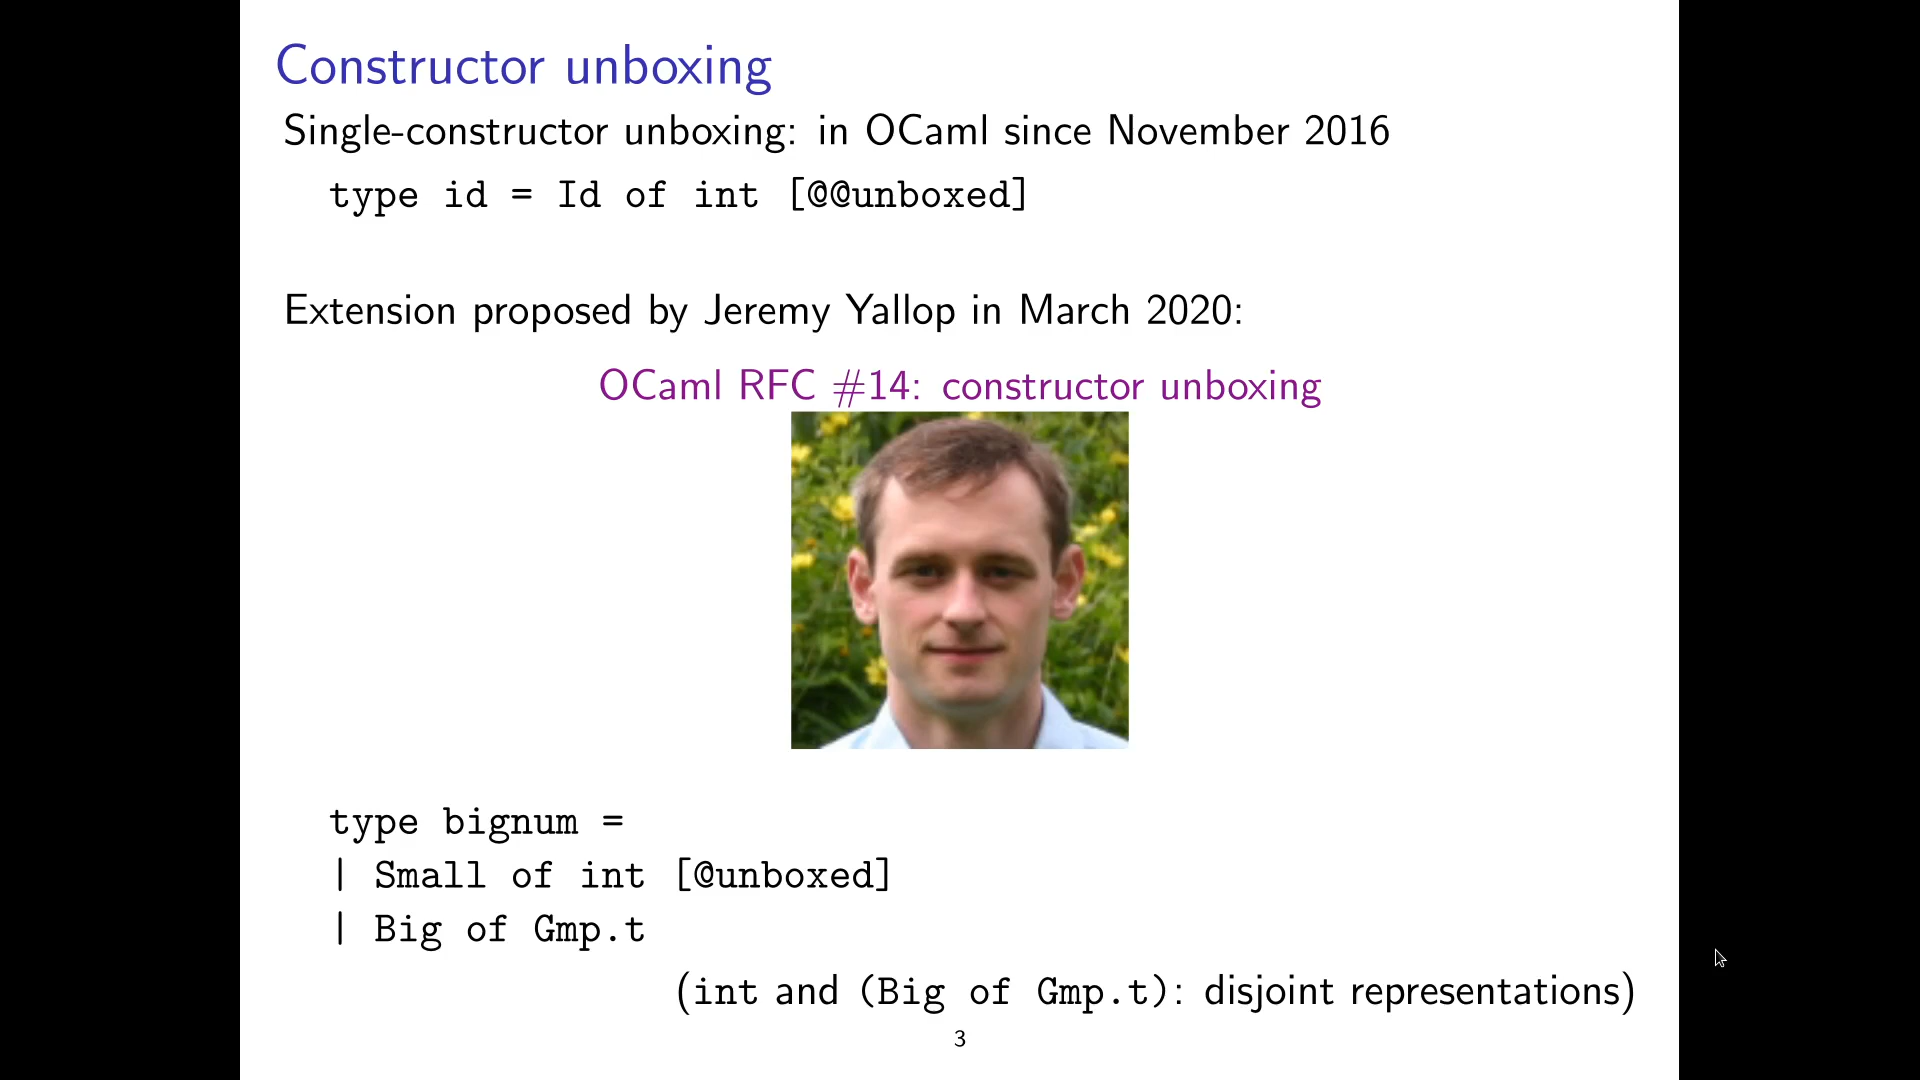 Constructor unboxing
Single-constructor unboxing: in OCaml since November 2016
type id = Id of int [@@unboxed]
Extension proposed by Jeremy Yallop in March 2020:
OCaml RFC #14: constructor unboxing
type bignum =
| Small of int [@unboxed]
| Big of Gmp.t
(int and (Big of Gmp.t): disjoint representations)
3